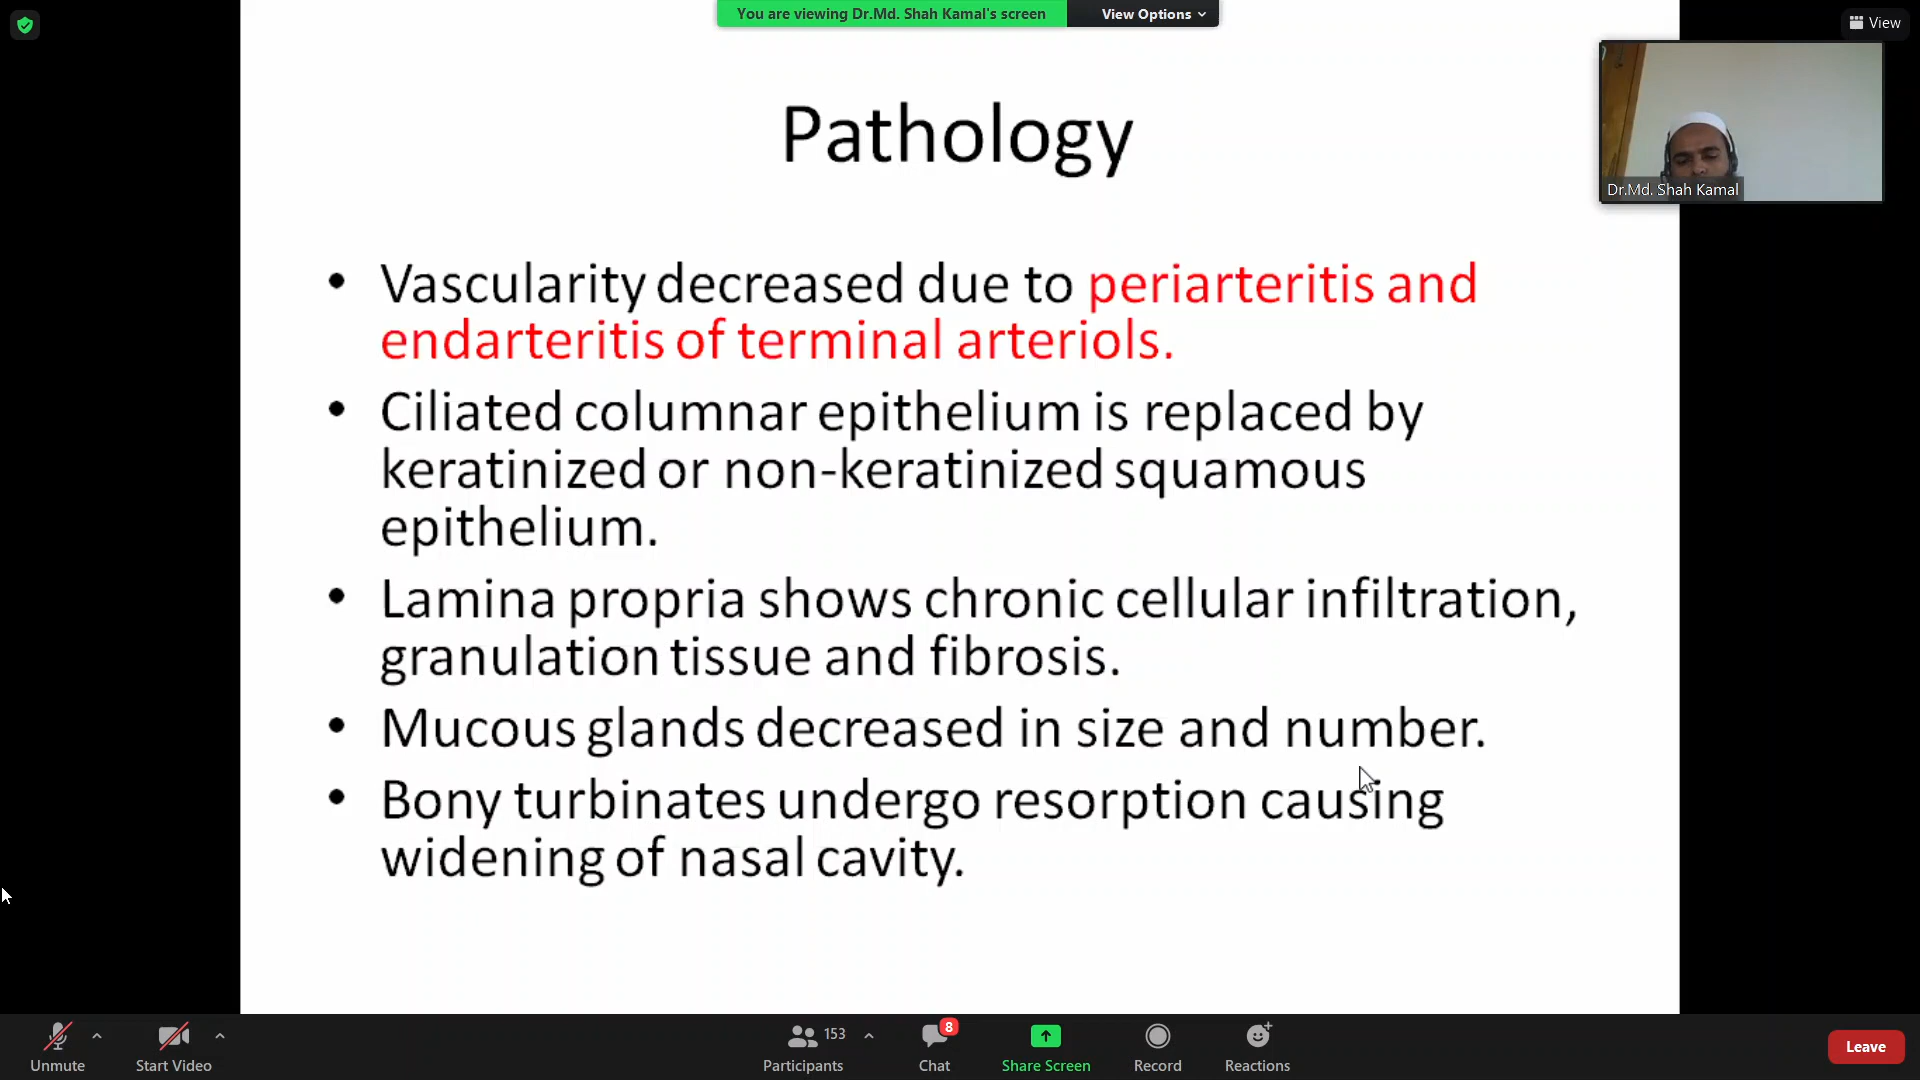 You are viewing Dr.Md. Shah Kamal's screen
View Options
View
Dr.Md. Shah Kamal
Pathology
• Vascularity decreased due to periarteritis and
endarteritis of terminal arteriols.
• Ciliated columnar epithelium is replaced by
keratinized or non-keratinized squamous
epithelium.
• Lamina propria shows chronic cellular infiltration,
granulation tissue and fibrosis.
• Mucous glands decreased in size and number.
• Bony turbinates undergo resorption causing
widening of nasal cavity.
Unmute
Start Video
153
Participants
8
Chat
Share Screen
Record
Reactions
Leave